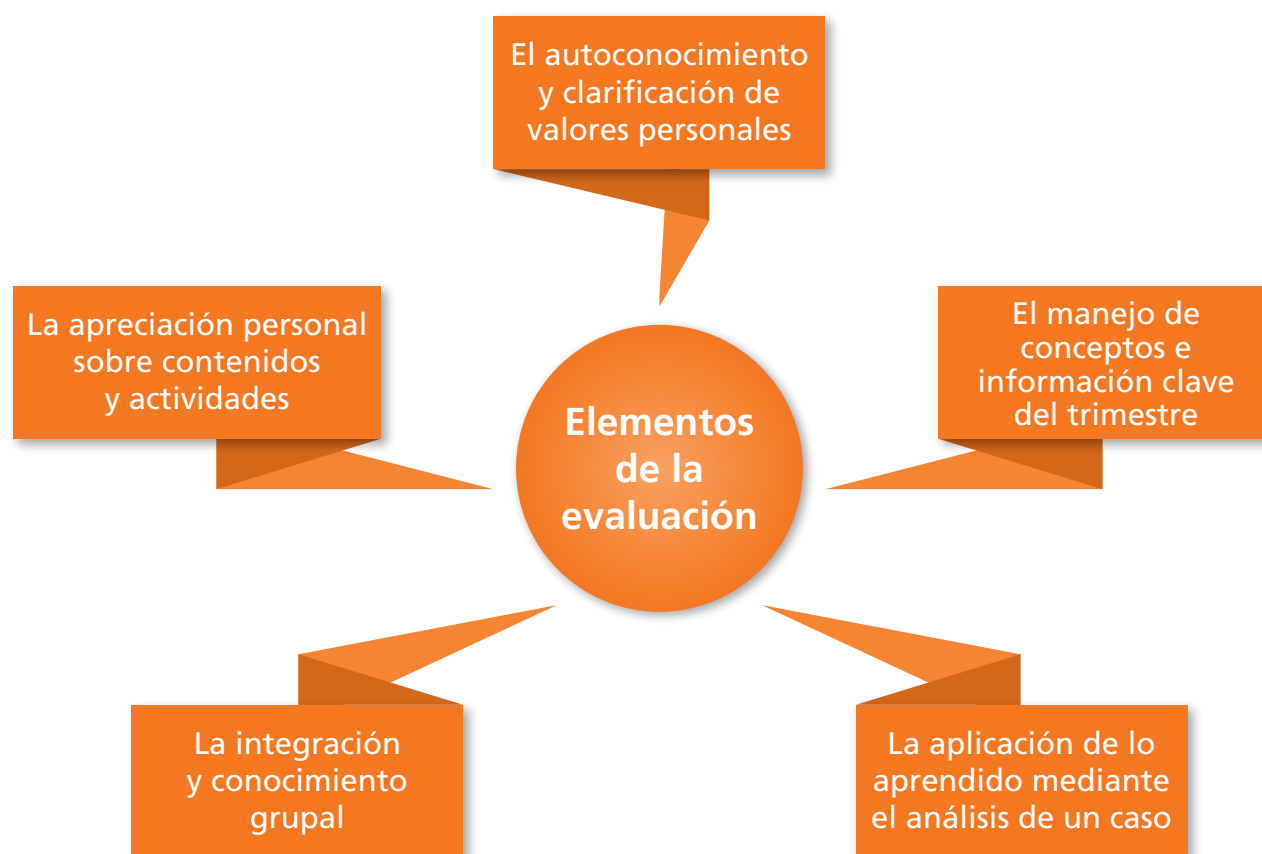 El autoconocimiento
y clarificación de
valores personales
La apreciación personal
sobre contenidos
y actividades
El manejo de
conceptos e
información clave
del trimestre
Elementos
de la
evaluación
La integración
y conocimiento
grupal
La aplicación de lo
aprendido mediante
el análisis de un caso